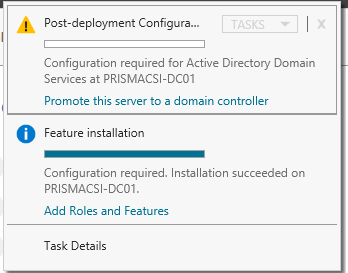 Post-deployment Configura...
TASKS
X
Configuration required for Active Directory Domain
Services at PRISMACSI-DC01
Promote this server to a domain controller
Feature installation
Configuration required. Installation succeeded on
PRISMACSI-DC01.
Add Roles and Features
Task Details